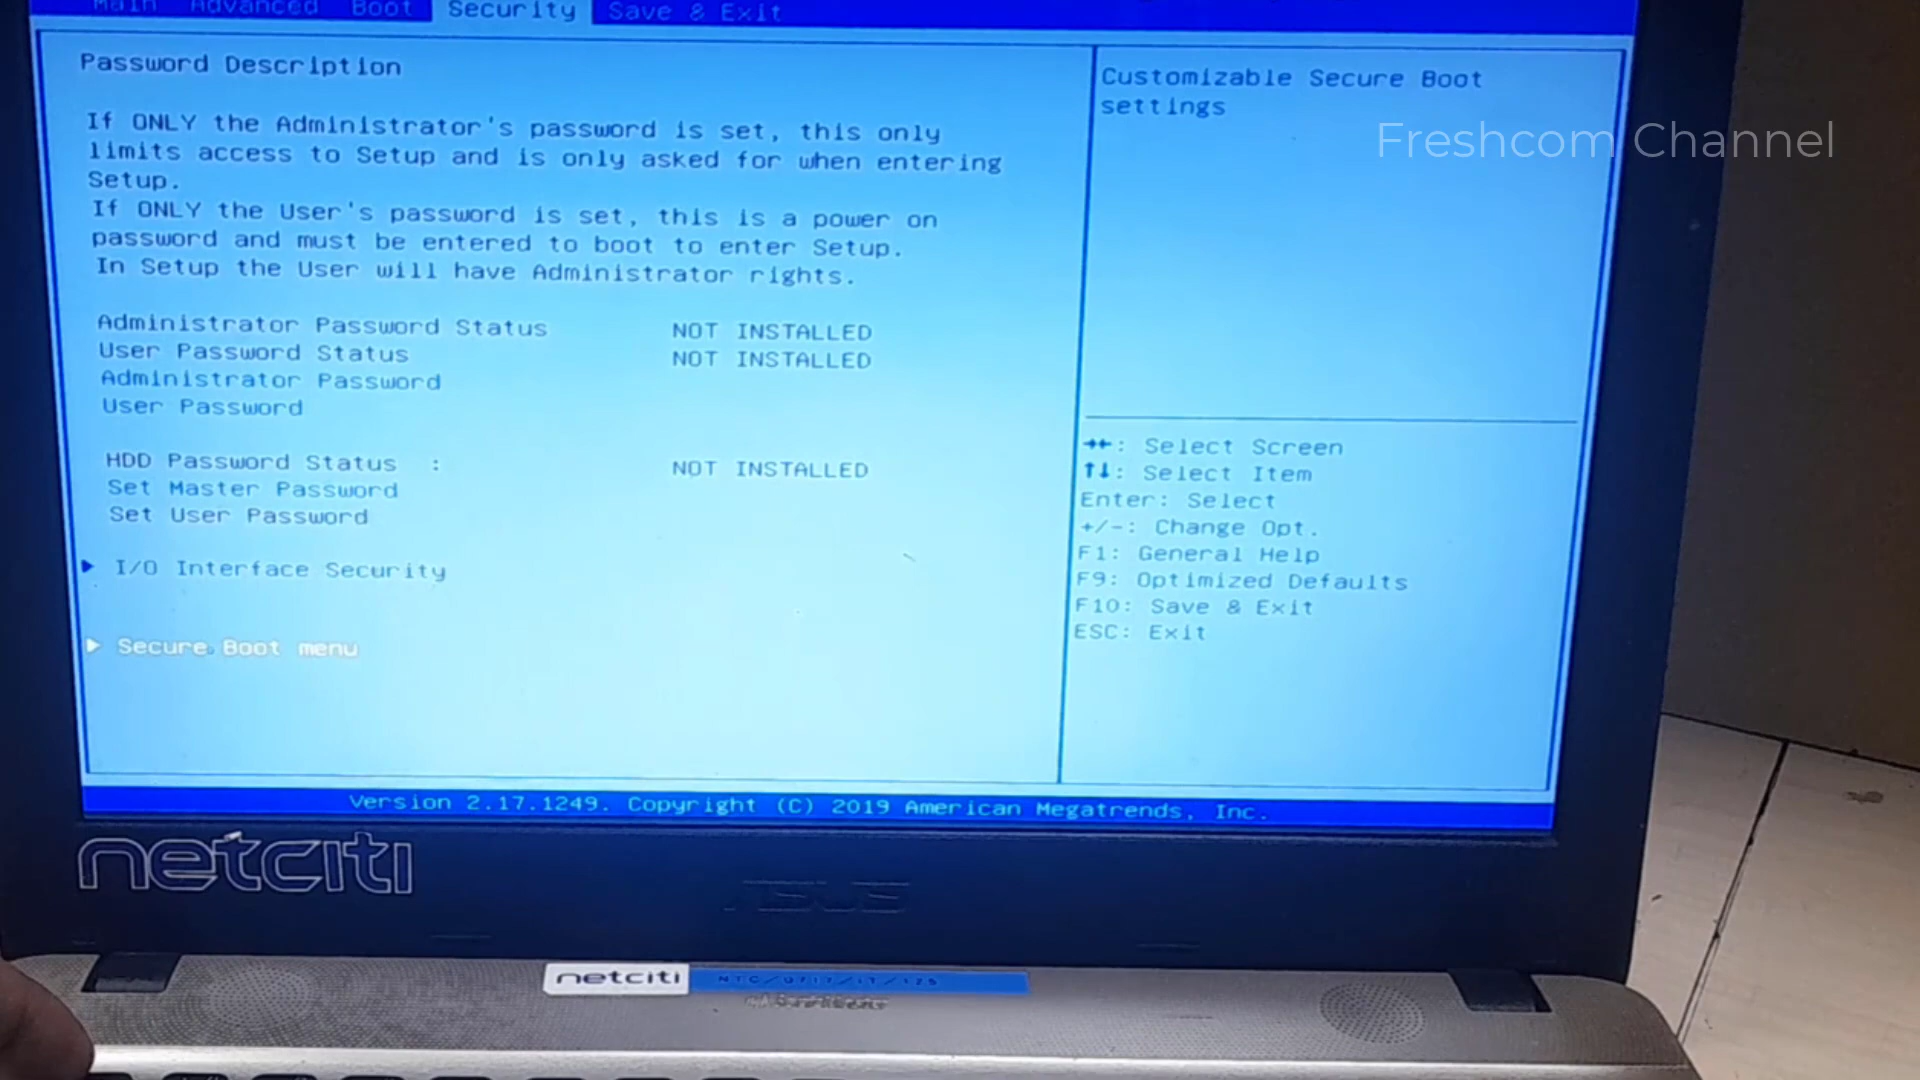 Main Advanced Boot Security Save & Exit
Password Description
If ONLY the Administrator's password is set, this only
limits access to Setup and is only asked for when entering
Setup.
If ONLY the User's password is set, this is a power on
password and must be entered to boot to enter Setup.
In Setup the User will have Administrator rights.
Administrator Password Status NOT INSTALLED
User Password Status NOT INSTALLED
Administrator Password
User Password
HDD Password Status : NOT INSTALLED
Set Master Password
Set User Password
I/O Interface Security
Secure Boot menu
Customizable Secure Boot
settings
Freshcom Channel
→←: Select Screen
↑↓: Select Item
Enter: Select
+/-: Change Opt.
F1: General Help
F9: Optimized Defaults
F10: Save & Exit
ESC: Exit
Version 2.17.1249. Copyright (C) 2019 American Megatrends, Inc.
netciti
ASUS
netciti